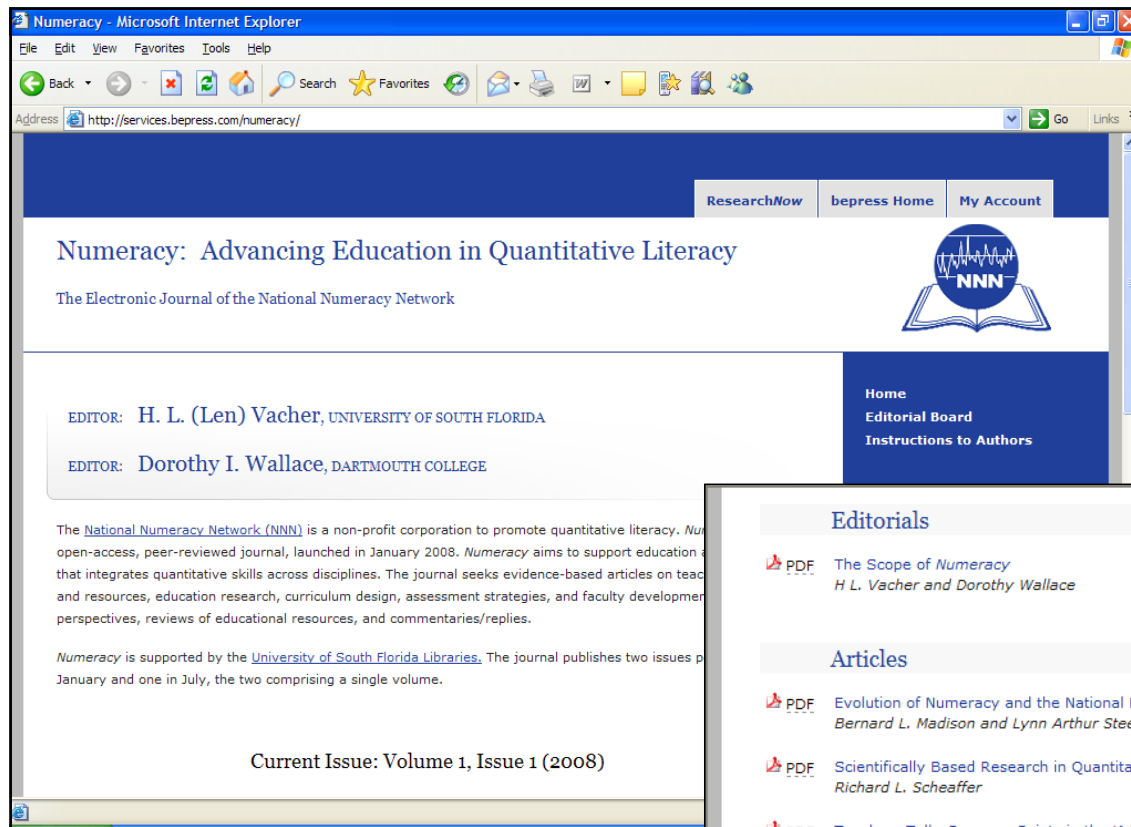 Numeracy - Microsoft Internet Explorer
File Edit View Favorites Tools Help
Back Search Favorites
Address http://services.bepress.com/numeracy/ Go Links
ResearchNow bepress Home My Account
Numeracy: Advancing Education in Quantitative Literacy
The Electronic Journal of the National Numeracy Network
NNN
Home
Editorial Board
Instructions to Authors
EDITOR: H. L. (Len) Vacher, UNIVERSITY OF SOUTH FLORIDA
EDITOR: Dorothy I. Wallace, DARTMOUTH COLLEGE
The National Numeracy Network (NNN) is a non-profit corporation to promote quantitative literacy.
open-access, peer-reviewed journal, launched in January 2008. Numeracy aims to support education
that integrates quantitative skills across disciplines. The journal seeks evidence-based articles on
and resources, education research, curriculum design, assessment strategies, and faculty
perspectives, reviews of educational resources, and commentaries/replies.
Numeracy is supported by the University of South Florida Libraries. The journal publishes two issues
January and one in July, the two comprising a single volume.
Current Issue: Volume 1, Issue 1 (2008)
Editorials
PDF The Scope of Numeracy
H L. Vacher and Dorothy Wallace
Articles
PDF Evolution of Numeracy and the National
Bernard L. Madison and Lynn Arthur
PDF Scientifically Based Research in
Richard L. Scheaffer